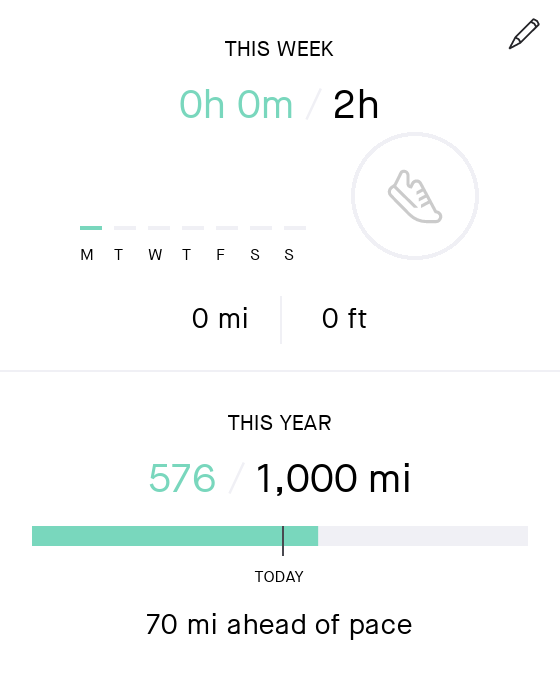 THIS WEEK
0h 0m / 2h
M T W T F S S
0 mi 0 ft
THIS YEAR
576 / 1,000 mi
TODAY
70 mi ahead of pace